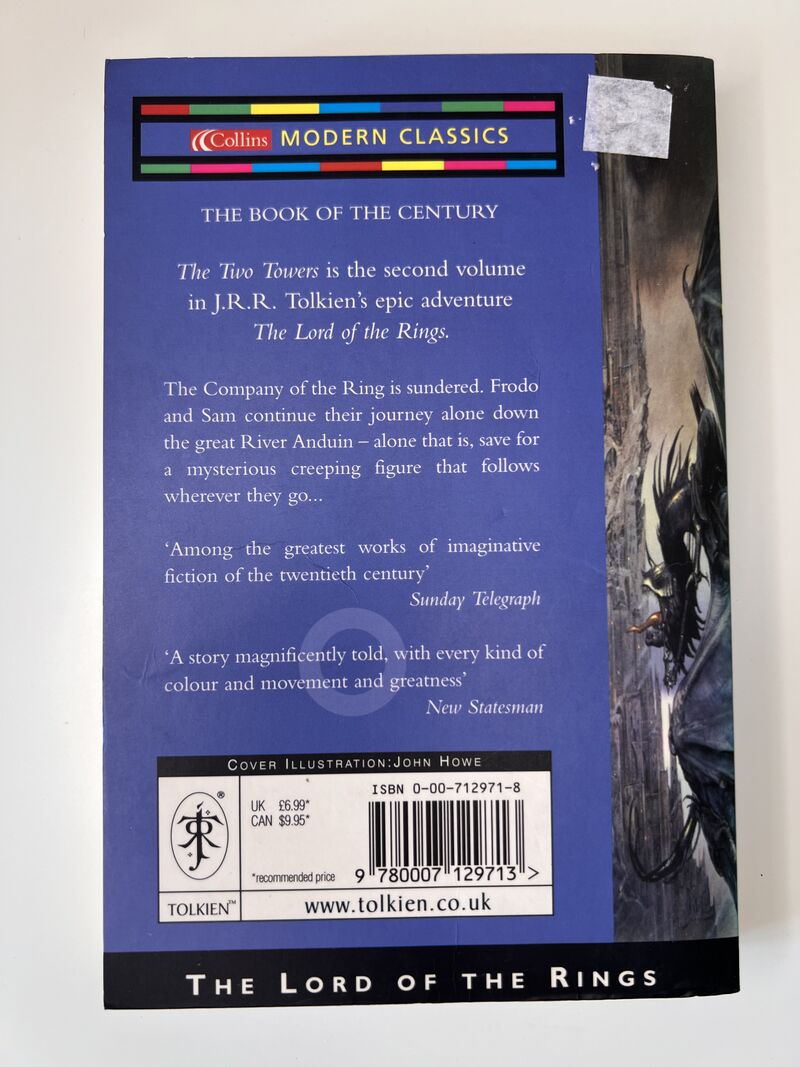 Collins MODERN CLASSICS
THE BOOK OF THE CENTURY
The Two Towers is the second volume
in J.R.R. Tolkien's epic adventure
The Lord of the Rings.
The Company of the Ring is sundered. Frodo
and Sam continue their journey alone down
the great River Anduin – alone that is, save for
a mysterious creeping figure that follows
wherever they go...
‘Among the greatest works of imaginative
fiction of the twentieth century’
Sunday Telegraph
‘A story magnificently told, with every kind of
colour and movement and greatness’
New Statesman
COVER ILLUSTRATION: JOHN HOWE
®
UK £6.99*
CAN $9.95*
*recommended price
TOLKIEN™
ISBN 0-00-712971-8
9 780007 129713 >
www.tolkien.co.uk
THE LORD OF THE RINGS